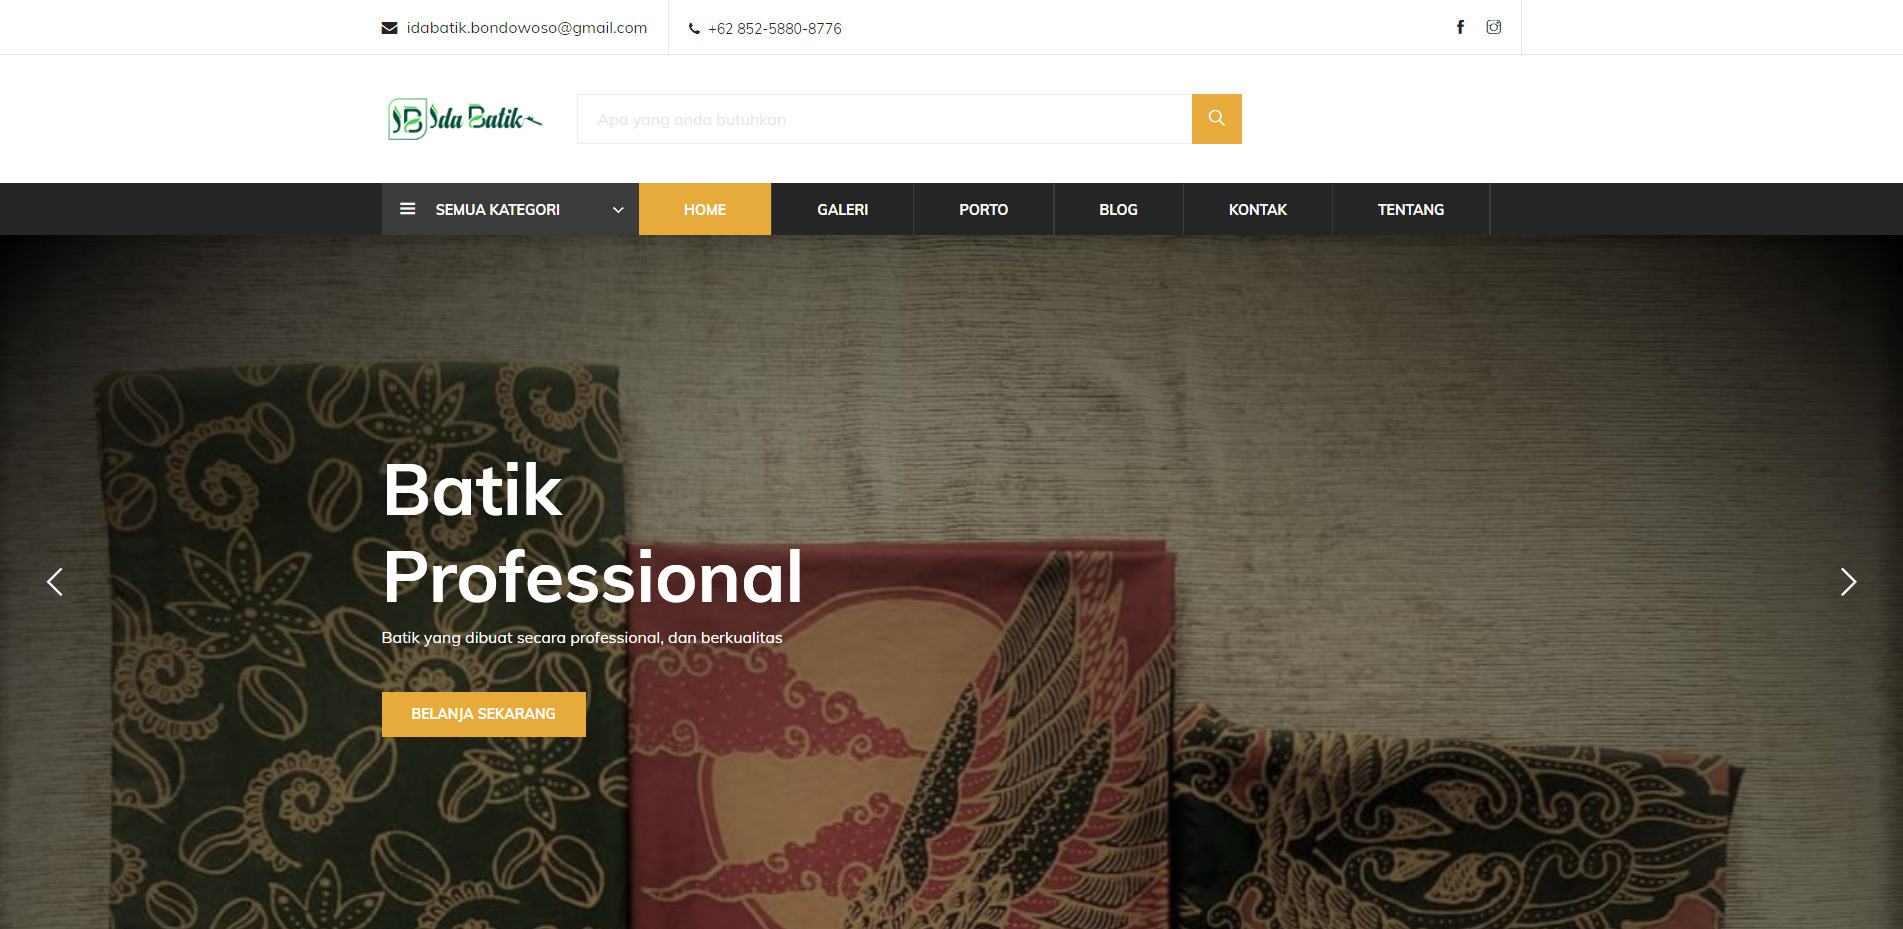 idabatik.bondowoso@gmail.com
+62 852-5880-8776
Ida Batik
Apa yang anda butuhkan
SEMUA KATEGORI
HOME
GALERI
PORTO
BLOG
KONTAK
TENTANG
Batik
Professional
Batik yang dibuat secara professional, dan berkualitas
BELANJA SEKARANG